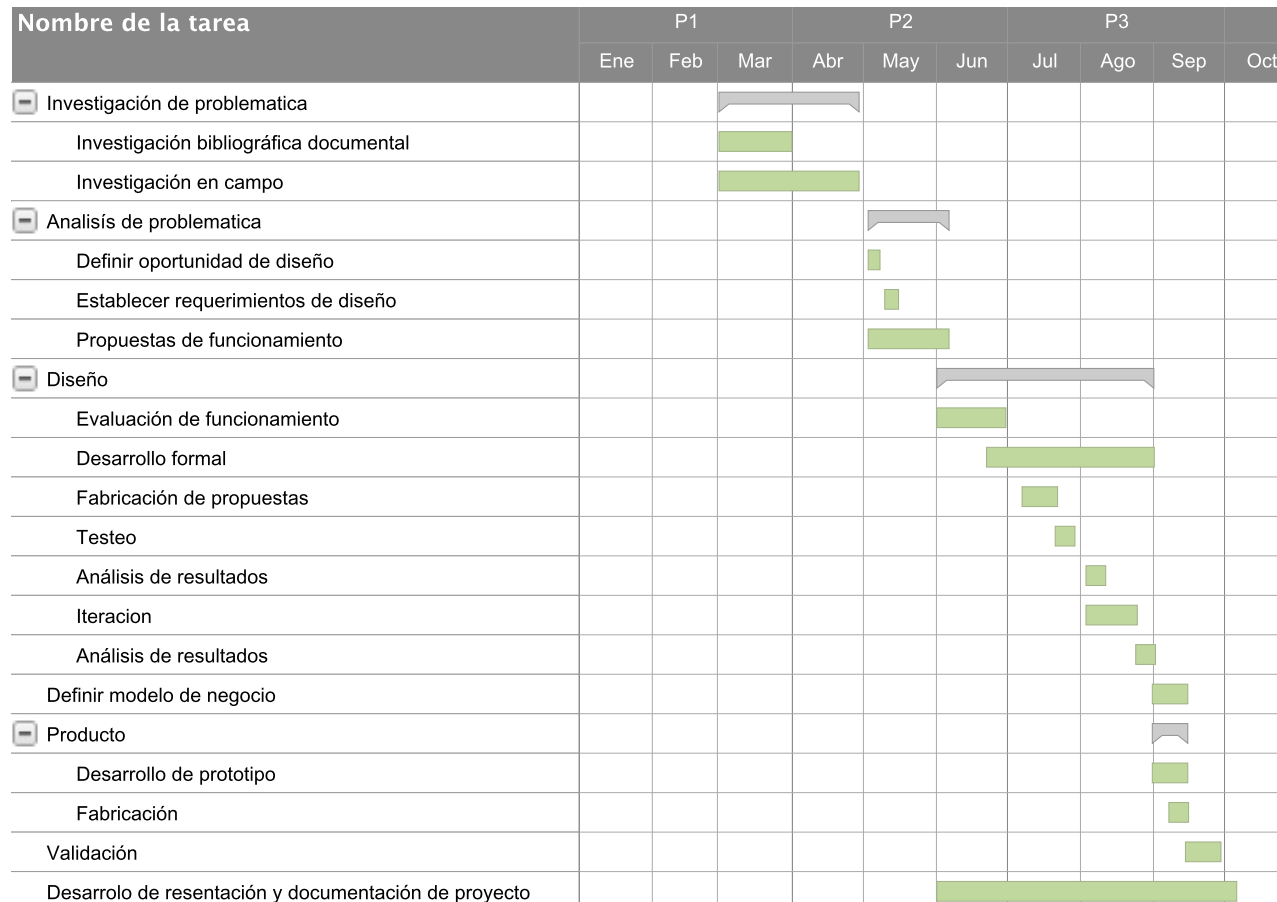 Nombre de la tarea
P1 P2 P3
Ene Feb Mar Abr May Jun Jul Ago Sep Oct
Investigación de problematica
Investigación bibliográfica documental
Investigación en campo
Analisís de problematica
Definir oportunidad de diseño
Establecer requerimientos de diseño
Propuestas de funcionamiento
Diseño
Evaluación de funcionamiento
Desarrollo formal
Fabricación de propuestas
Testeo
Análisis de resultados
Iteracion
Análisis de resultados
Definir modelo de negocio
Producto
Desarrollo de prototipo
Fabricación
Validación
Desarrolo de resentación y documentación de proyecto